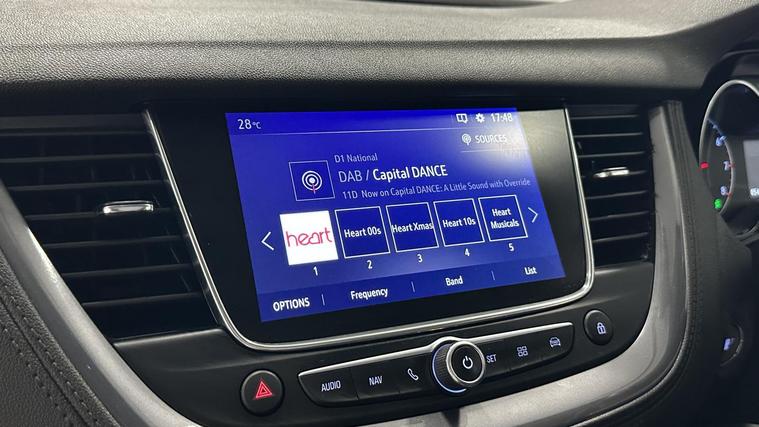 28°C 17:48
SOURCES
D1 National
DAB / Capital DANCE
11D Now on Capital DANCE: A Little Sound with Override
heart Heart 00s Heart Xmas Heart 10s Heart Musicals
1 2 3 4 5
OPTIONS Frequency Band List
AUDIO NAV SET